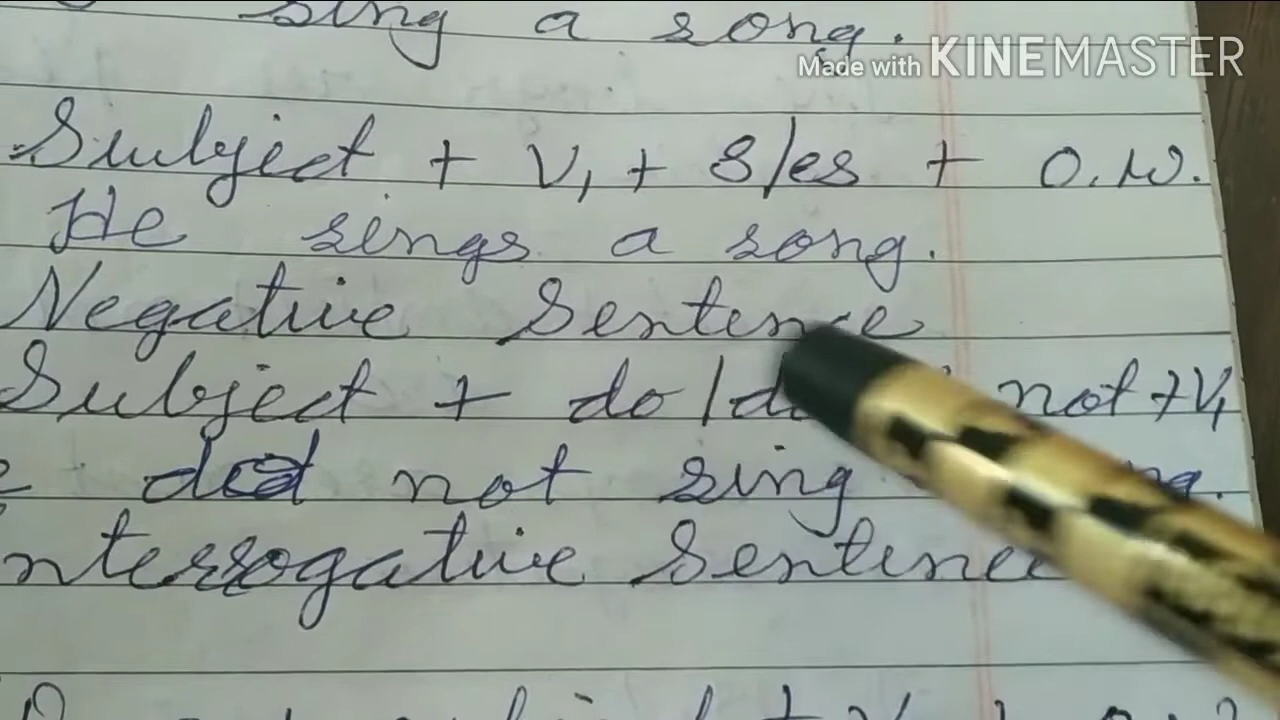 sing a song.
Made with KINEMASTER
Subject + V1 + S/es + O.W.
He sings a song.
Negative Sentence
Subject + do/ not + V1
not sing
nterrogative Sentence